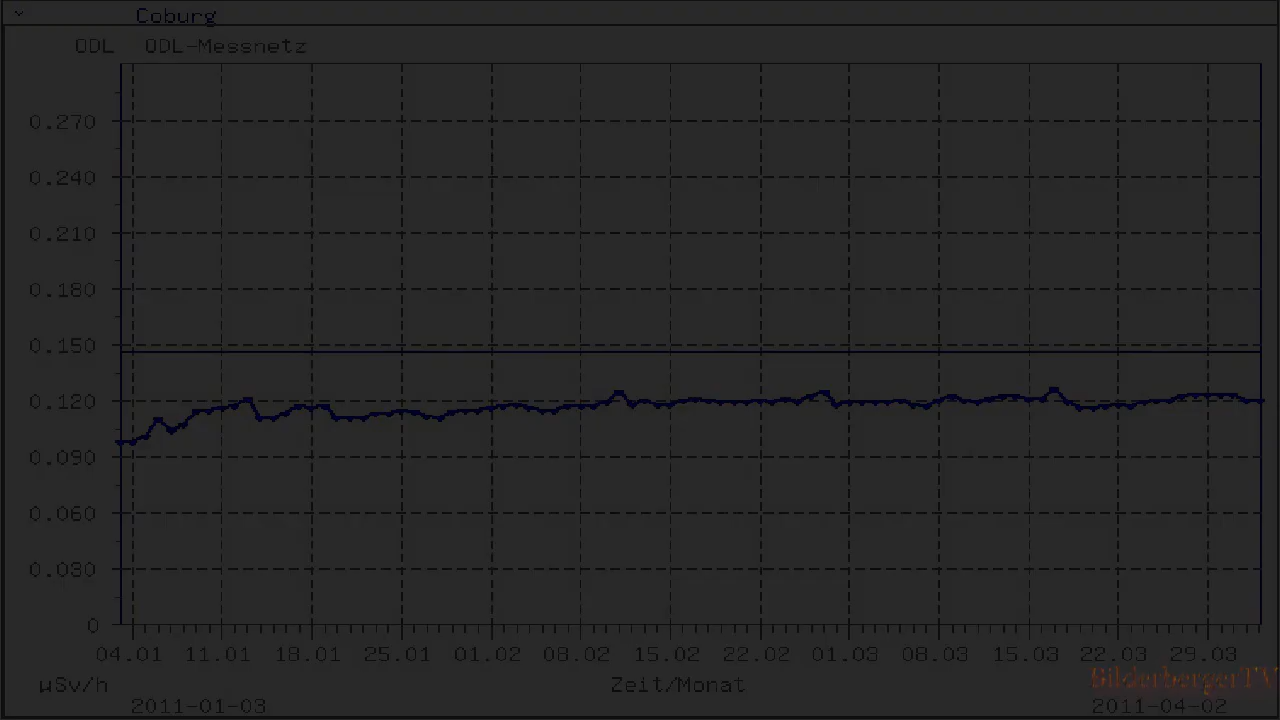 Coburg
ODL ODL-Messnetz
0.270
0.240
0.210
0.180
0.150
0.120
0.090
0.060
0.030
0
04.01 11.01 18.01 25.01 01.02 08.02 15.02 22.02 01.03 08.03 15.03 22.03 29.03
µSv/h Zeit/Monat BilderbergerTV
2011-01-03 2011-04-02